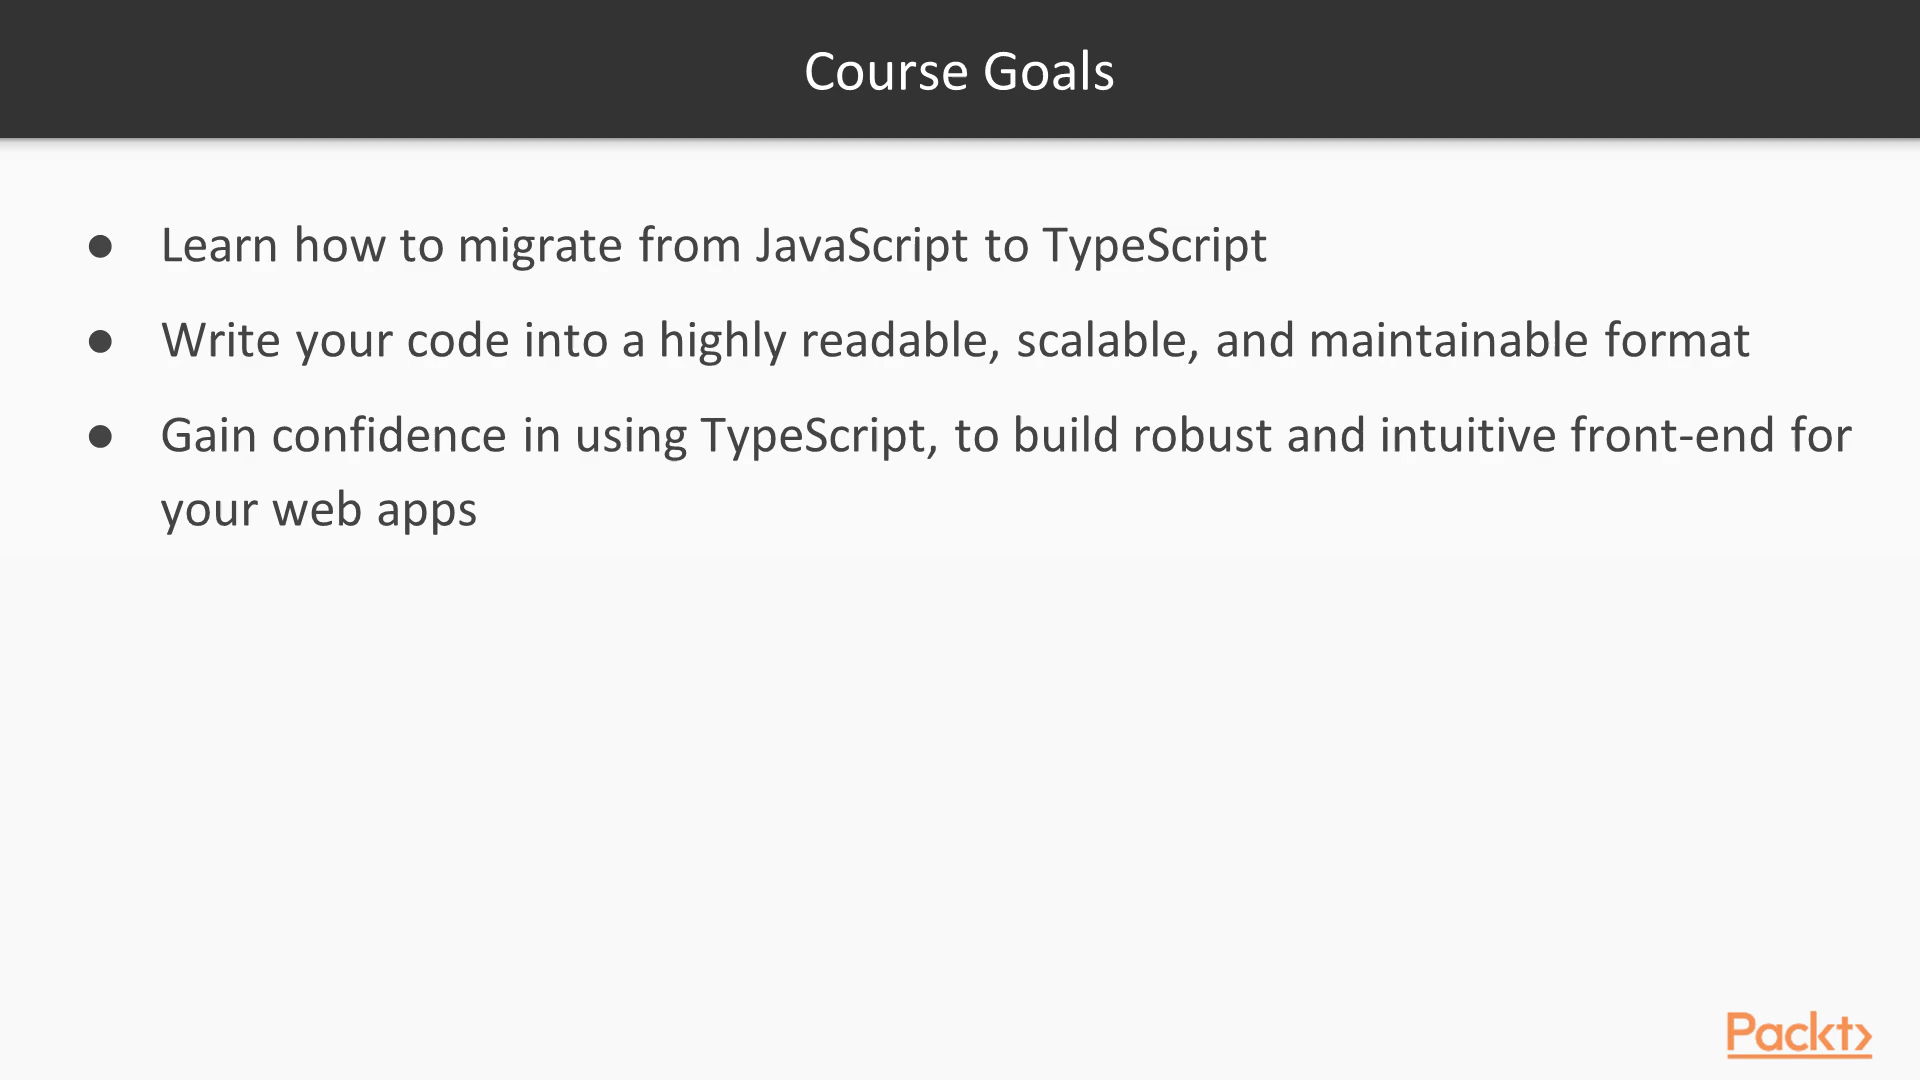 Course Goals
● Learn how to migrate from JavaScript to TypeScript
● Write your code into a highly readable, scalable, and maintainable format
● Gain confidence in using TypeScript, to build robust and intuitive front-end for
your web apps
Packt>